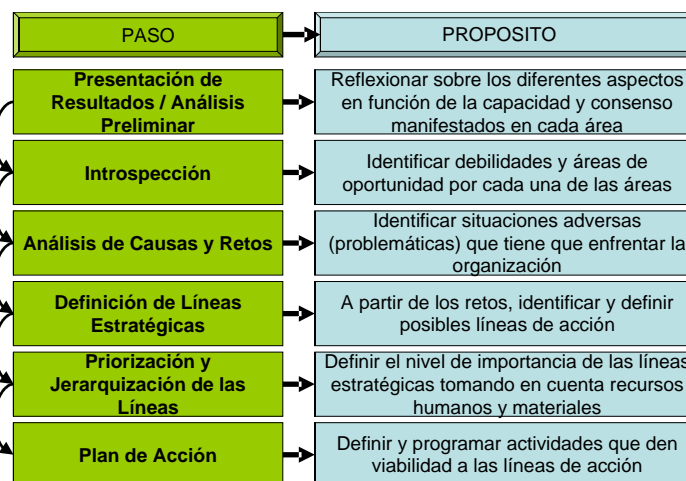 PASO
PROPOSITO
Presentación de
Resultados / Análisis
Preliminar
Reflexionar sobre los diferentes aspectos
en función de la capacidad y consenso
manifestados en cada área
Introspección
Identificar debilidades y áreas de
oportunidad por cada una de las áreas
Análisis de Causas y Retos
Identificar situaciones adversas
(problemáticas) que tiene que enfrentar la
organización
Definición de Líneas
Estratégicas
A partir de los retos, identificar y definir
posibles líneas de acción
Priorización y
Jerarquización de las
Líneas
Definir el nivel de importancia de las líneas
estratégicas tomando en cuenta recursos
humanos y materiales
Plan de Acción
Definir y programar actividades que den
viabilidad a las líneas de acción